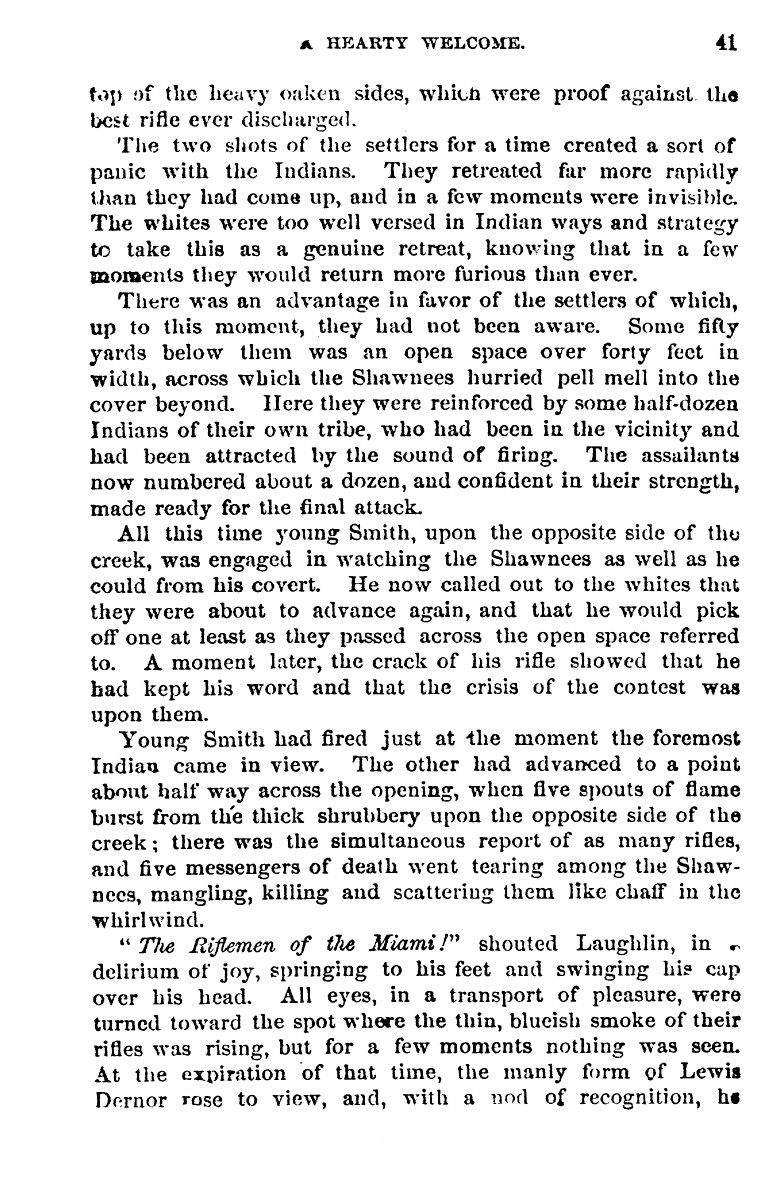 A HEARTY WELCOME. 41
top of the heavy oaken sides, which were proof against the
best rifle ever discharged.
The two shots of the settlers for a time created a sort of
panic with the Indians. They retreated far more rapidly
than they had come up, and in a few moments were invisible.
The whites were too well versed in Indian ways and strategy
to take this as a genuine retreat, knowing that in a few
moments they would return more furious than ever.
There was an advantage in favor of the settlers of which,
up to this moment, they had not been aware. Some fifty
yards below them was an open space over forty feet in
width, across which the Shawnees hurried pell mell into the
cover beyond. Here they were reinforced by some half-dozen
Indians of their own tribe, who had been in the vicinity and
had been attracted by the sound of firing. The assailants
now numbered about a dozen, and confident in their strength,
made ready for the final attack.
All this time young Smith, upon the opposite side of the
creek, was engaged in watching the Shawnees as well as he
could from his covert. He now called out to the whites that
they were about to advance again, and that he would pick
off one at least as they passed across the open space referred
to. A moment later, the crack of his rifle showed that he
had kept his word and that the crisis of the contest was
upon them.
Young Smith had fired just at the moment the foremost
Indian came in view. The other had advanced to a point
about half way across the opening, when five spouts of flame
burst from the thick shrubbery upon the opposite side of the
creek; there was the simultaneous report of as many rifles,
and five messengers of death went tearing among the Shaw-
nees, mangling, killing and scattering them like chaff in the
whirlwind.
"The Riflemen of the Miami!" shouted Laughlin, in
delirium of joy, springing to his feet and swinging his cap
over his head. All eyes, in a transport of pleasure, were
turned toward the spot where the thin, blueish smoke of their
rifles was rising, but for a few moments nothing was seen.
At the expiration of that time, the manly form of Lewis
Dernor rose to view, and, with a nod of recognition, he